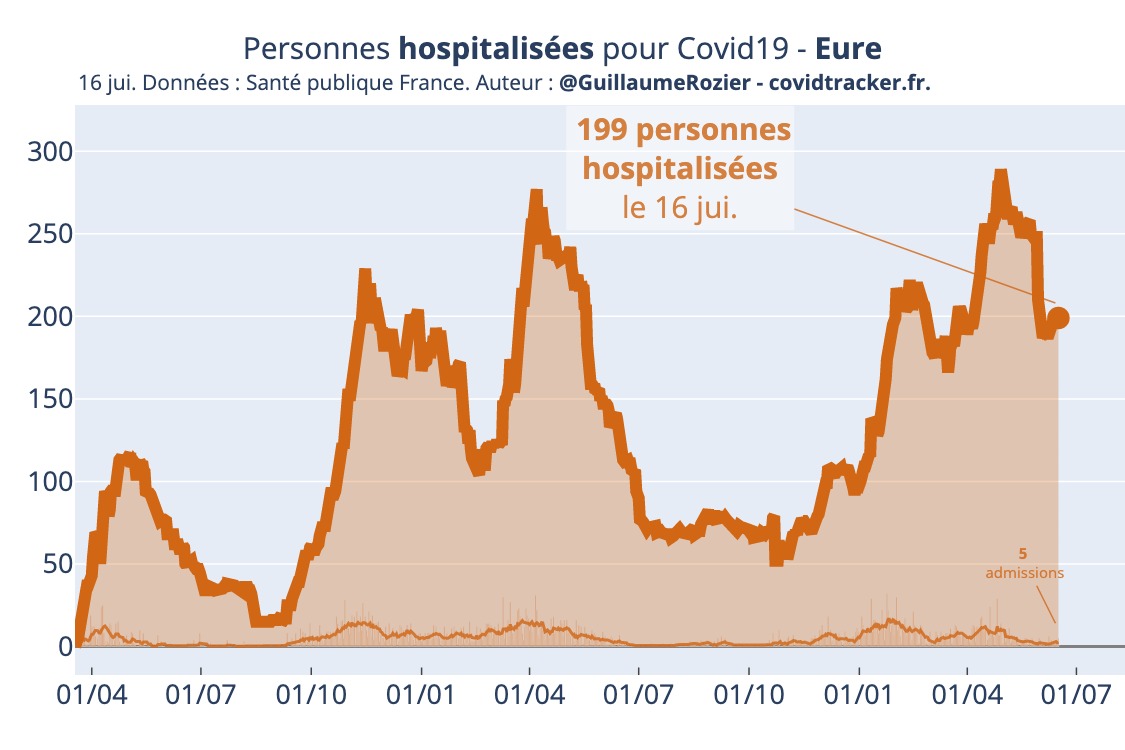 Personnes hospitalisées pour Covid19 - Eure
16 jui. Données : Santé publique France. Auteur : @GuillaumeRozier - covidtracker.fr.
199 personnes
hospitalisées
le 16 jui.
300
250
200
150
100
50
0
5
admissions
01/04 01/07 01/10 01/01 01/04 01/07 01/10 01/01 01/04 01/07